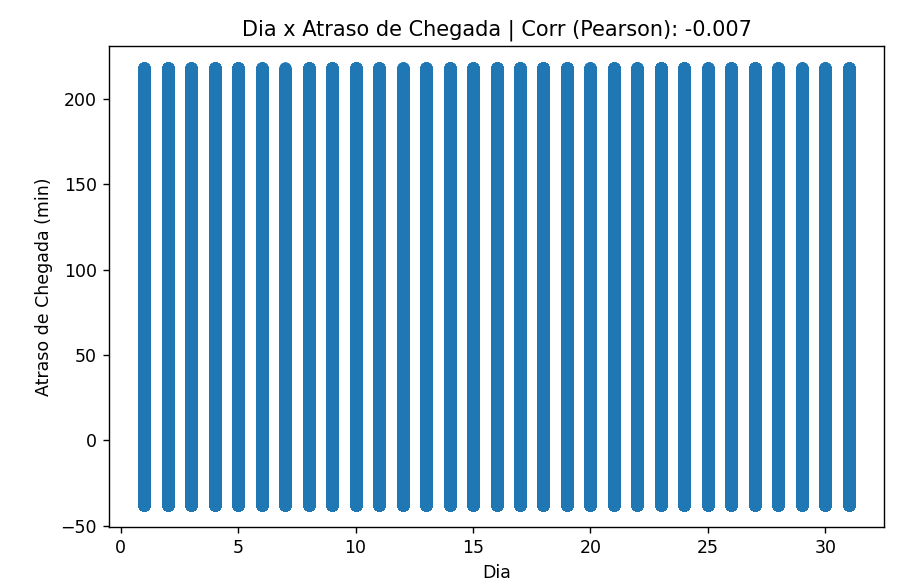 Dia x Atraso de Chegada | Corr (Pearson): -0.007
Atraso de Chegada (min)
200
150
100
50
0
−50
0 5 10 15 20 25 30
Dia